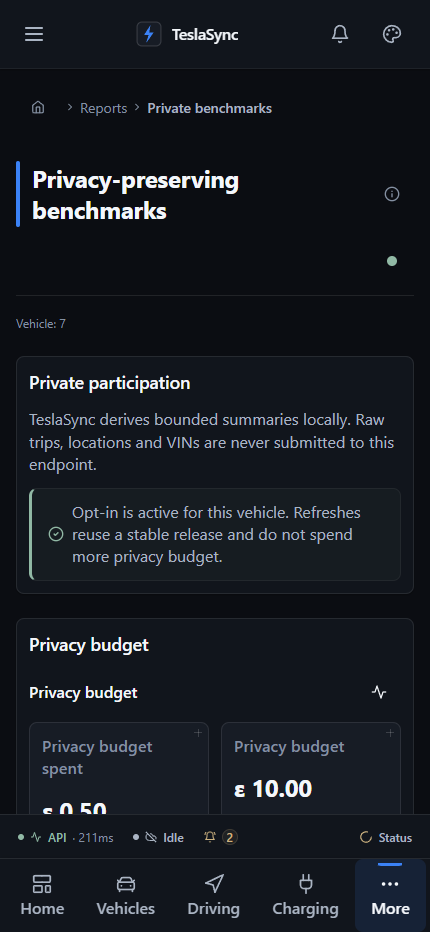 TeslaSync
Reports > Private benchmarks
Privacy-preserving
benchmarks
Vehicle: 7
Private participation
TeslaSync derives bounded summaries locally. Raw
trips, locations and VINs are never submitted to this
endpoint.
Opt-in is active for this vehicle. Refreshes
reuse a stable release and do not spend
more privacy budget.
Privacy budget
Privacy budget
Privacy budget
spent
ε 0.50
Privacy budget
ε 10.00
API · 211ms
Idle
2
Status
Home
Vehicles
Driving
Charging
More